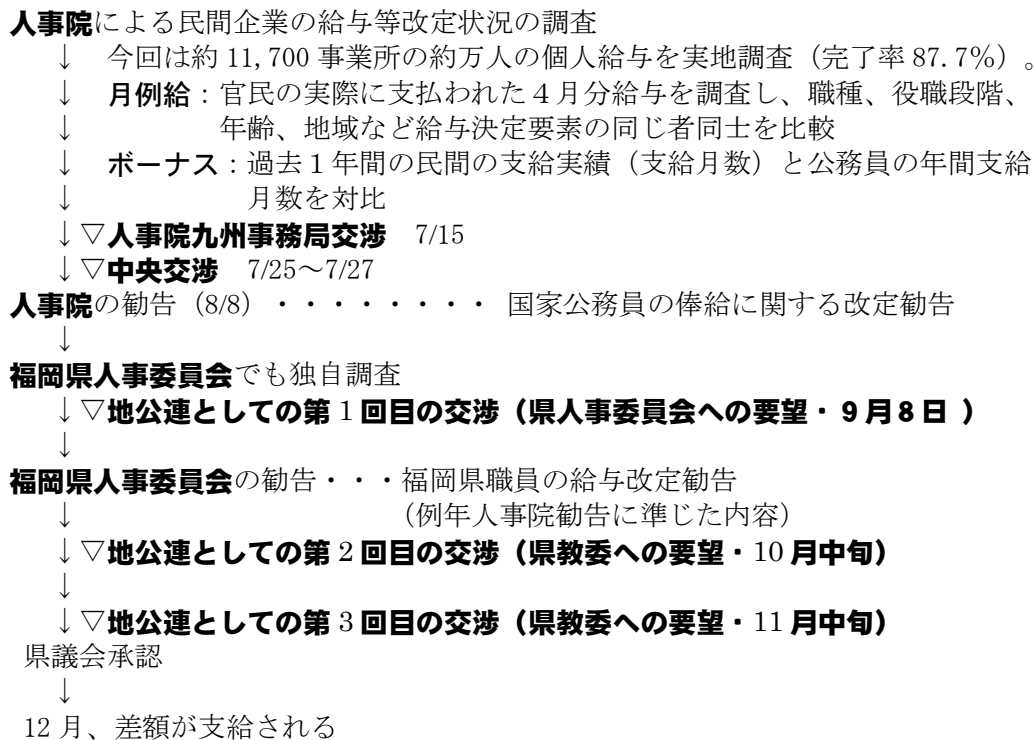 人事院による民間企業の給与等改定状況の調査
↓ 今回は約 11,700 事業所の約万人の個人給与を実地調査（完了率 87.7％）。
↓ 月例給：官民の実際に支払われた４月分給与を調査し、職種、役職段階、
↓ 年齢、地域など給与決定要素の同じ者同士を比較
↓ ボーナス：過去１年間の民間の支給実績（支給月数）と公務員の年間支給
↓ 月数を対比
↓▽人事院九州事務局交渉 7/15
↓▽中央交渉 7/25～7/27
人事院の勧告（8/8）・・・・・・・・ 国家公務員の俸給に関する改定勧告
↓
福岡県人事委員会でも独自調査
↓▽地公連としての第 1 回目の交渉（県人事委員会への要望・９月８日 ）
↓
福岡県人事委員会の勧告・・・福岡県職員の給与改定勧告
↓ （例年人事院勧告に準じた内容）
↓▽地公連としての第 2 回目の交渉（県教委への要望・10 月中旬）
↓
↓▽地公連としての第 3 回目の交渉（県教委への要望・11 月中旬）
県議会承認
↓
12 月、差額が支給される